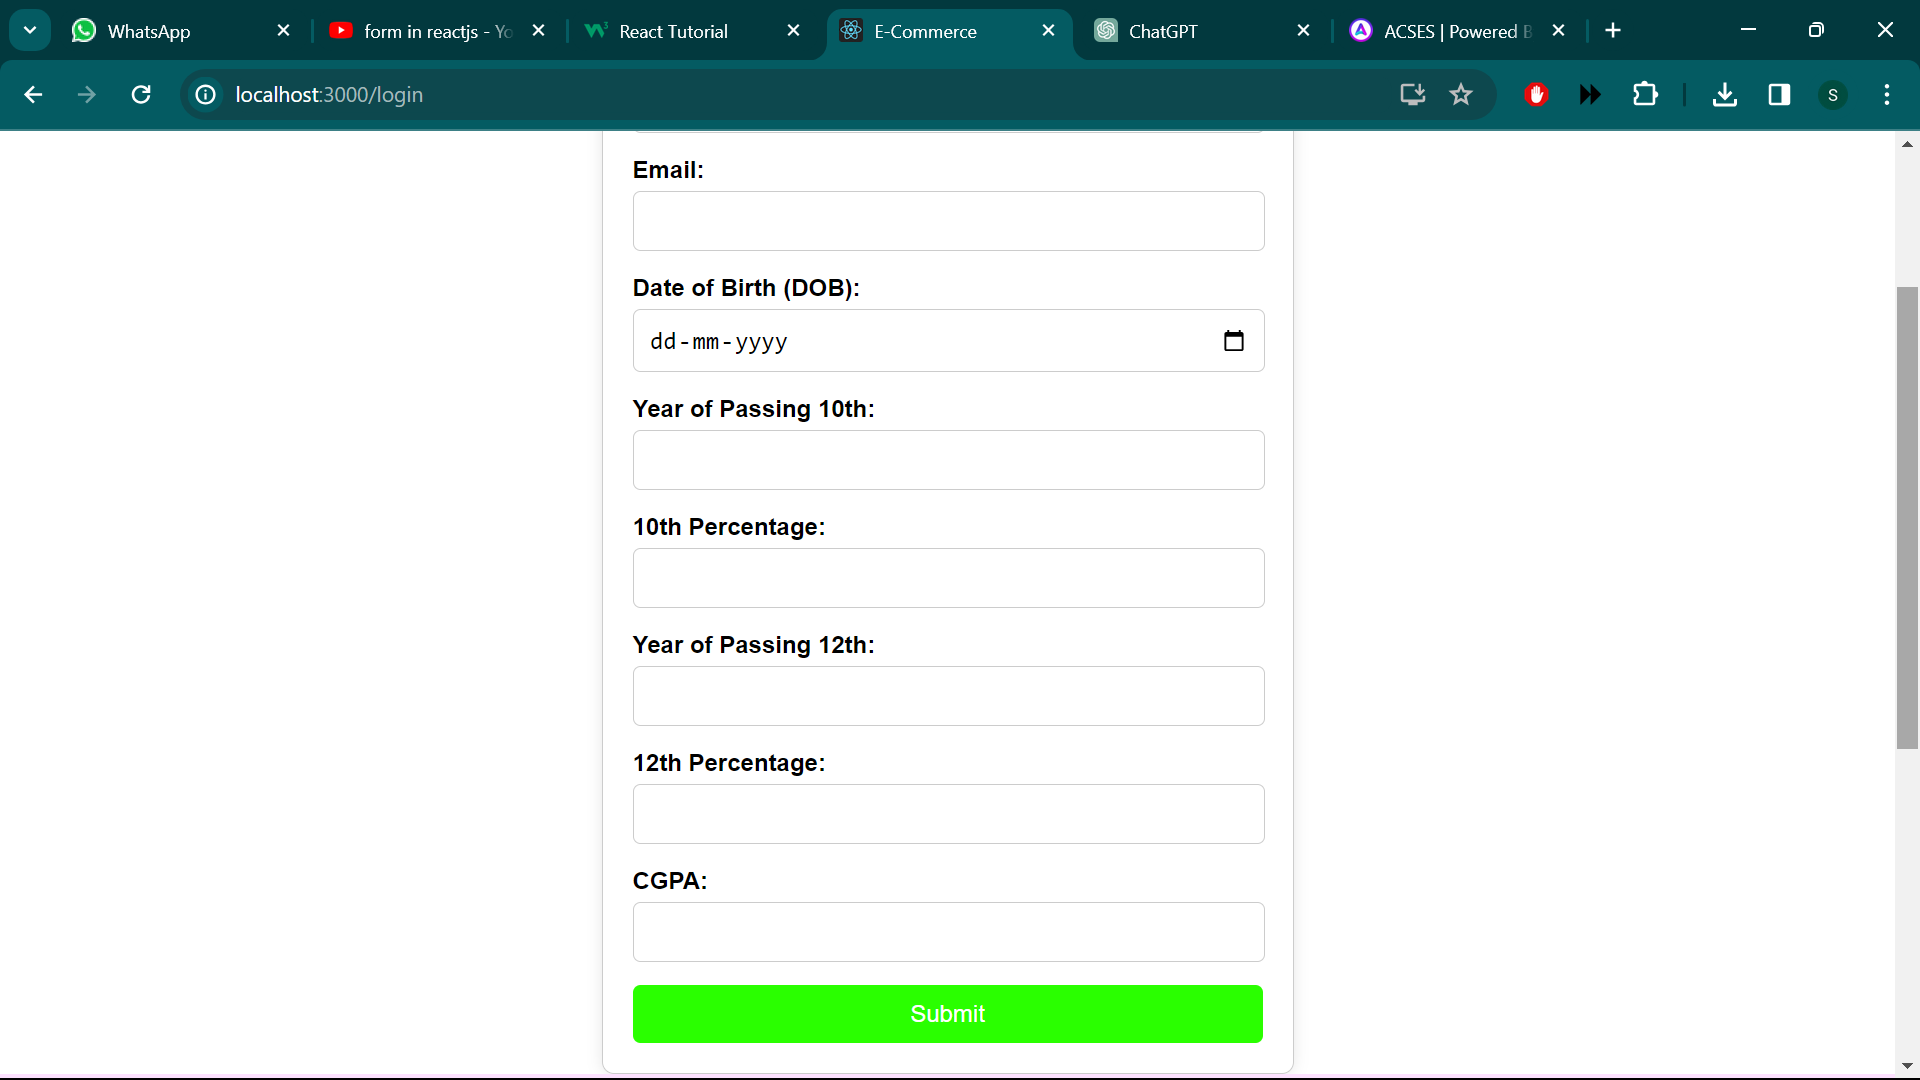 WhatsApp
form in reactjs - Yo
React Tutorial
E-Commerce
ChatGPT
ACSES | Powered B
localhost:3000/login
S
Email:
Date of Birth (DOB):
dd-mm-yyyy
Year of Passing 10th:
10th Percentage:
Year of Passing 12th:
12th Percentage:
CGPA:
Submit